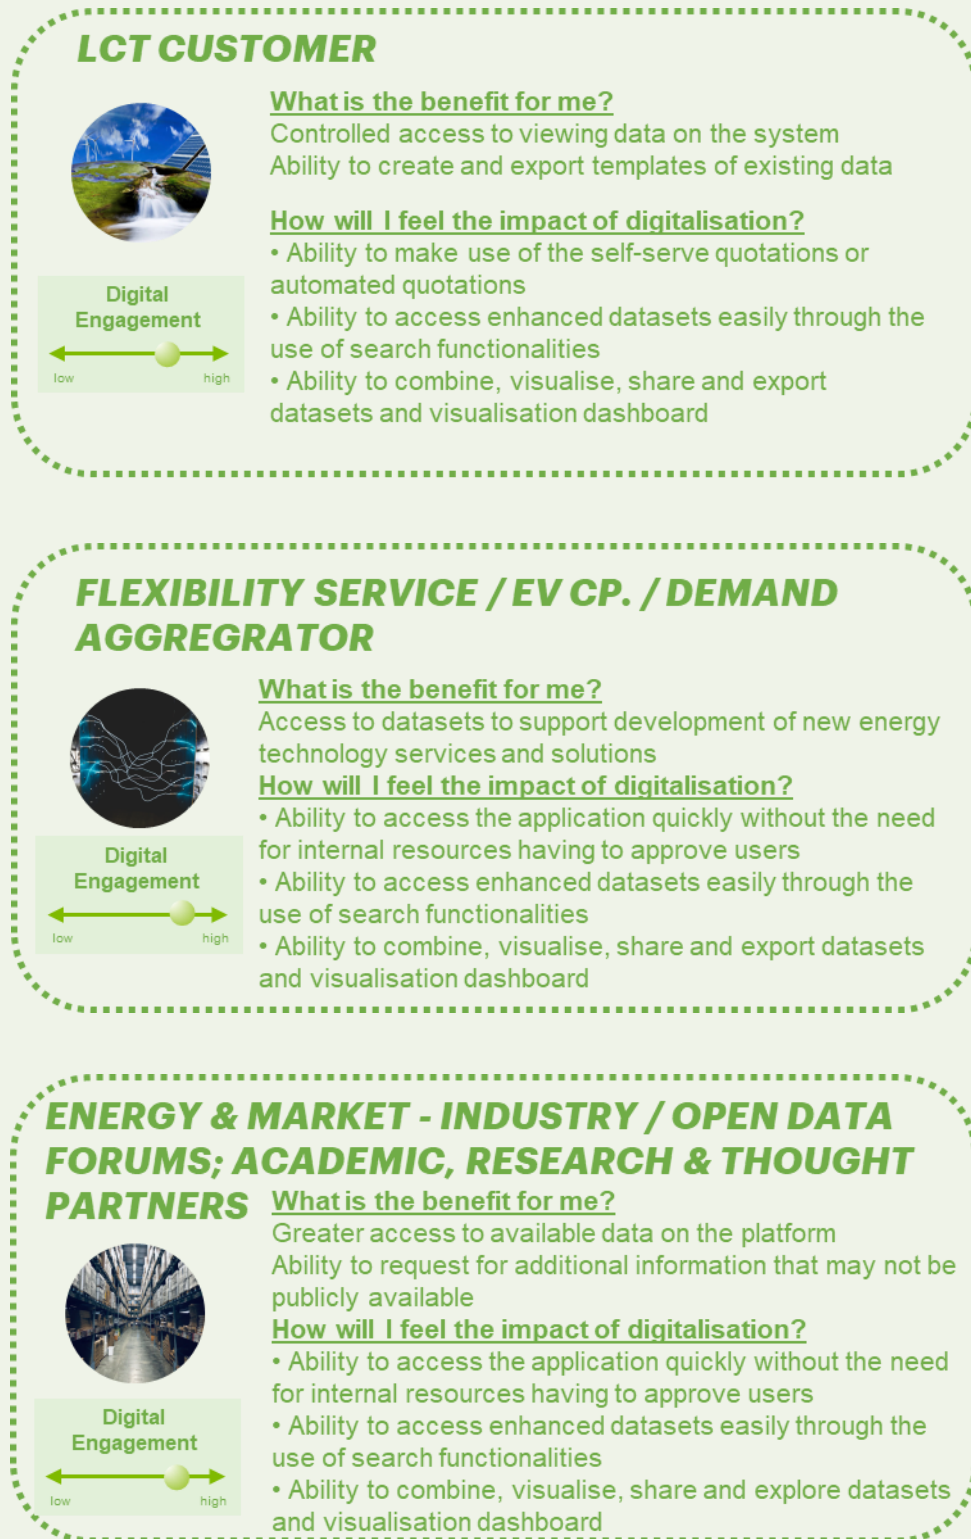 LCT CUSTOMER
What is the benefit for me?
Controlled access to viewing data on the system
Ability to create and export templates of existing data
How will I feel the impact of digitalisation?
• Ability to make use of the self-serve quotations or
automated quotations
• Ability to access enhanced datasets easily through the
use of search functionalities
• Ability to combine, visualise, share and export
datasets and visualisation dashboard
Digital
Engagement
low high
FLEXIBILITY SERVICE / EV CP. / DEMAND
AGGREGRATOR
What is the benefit for me?
Access to datasets to support development of new energy
technology services and solutions
How will I feel the impact of digitalisation?
• Ability to access the application quickly without the need
for internal resources having to approve users
• Ability to access enhanced datasets easily through the
use of search functionalities
• Ability to combine, visualise, share and export datasets
and visualisation dashboard
Digital
Engagement
low high
ENERGY & MARKET - INDUSTRY / OPEN DATA
FORUMS; ACADEMIC, RESEARCH & THOUGHT
PARTNERS
What is the benefit for me?
Greater access to available data on the platform
Ability to request for additional information that may not be
publicly available
How will I feel the impact of digitalisation?
• Ability to access the application quickly without the need
for internal resources having to approve users
• Ability to access enhanced datasets easily through the
use of search functionalities
• Ability to combine, visualise, share and explore datasets
and visualisation dashboard
Digital
Engagement
low high